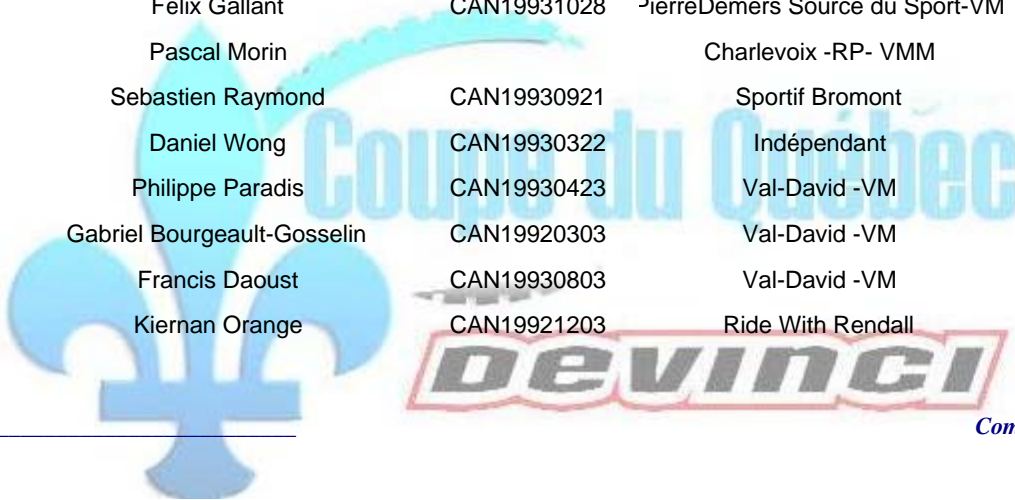 Félix Gallant CAN19931028 PierreDemers Source du Sport-VM
Pascal Morin Charlevoix -RP- VMM
Sebastien Raymond CAN19930921 Sportif Bromont
Daniel Wong CAN19930322 Indépendant
Philippe Paradis CAN19930423 Val-David -VM
Gabriel Bourgeault-Gosselin CAN19920303 Val-David -VM
Francis Daoust CAN19930803 Val-David -VM
Kiernan Orange CAN19921203 Ride With Rendall
Coupe du Québec
DEVINCI
Com